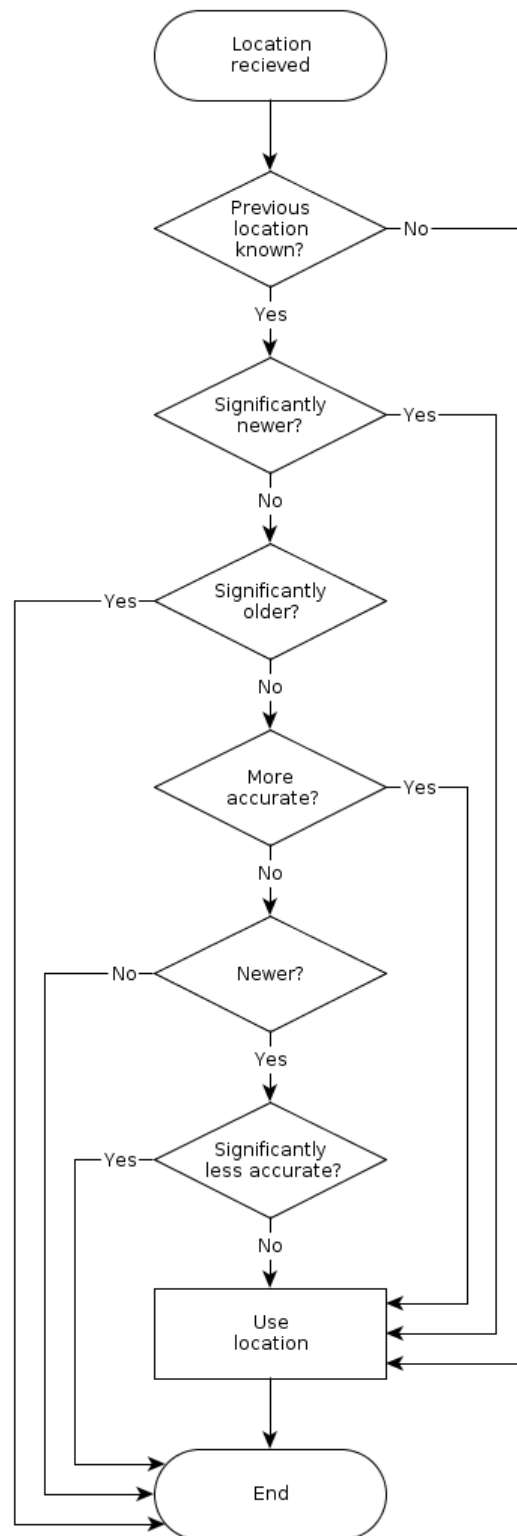 Location
recieved
Previous
location
known?
No
Yes
Significantly
newer?
Yes
No
Yes
Significantly
older?
No
More
accurate?
Yes
No
No
Newer?
Yes
Yes
Significantly
less accurate?
No
Use
location
End